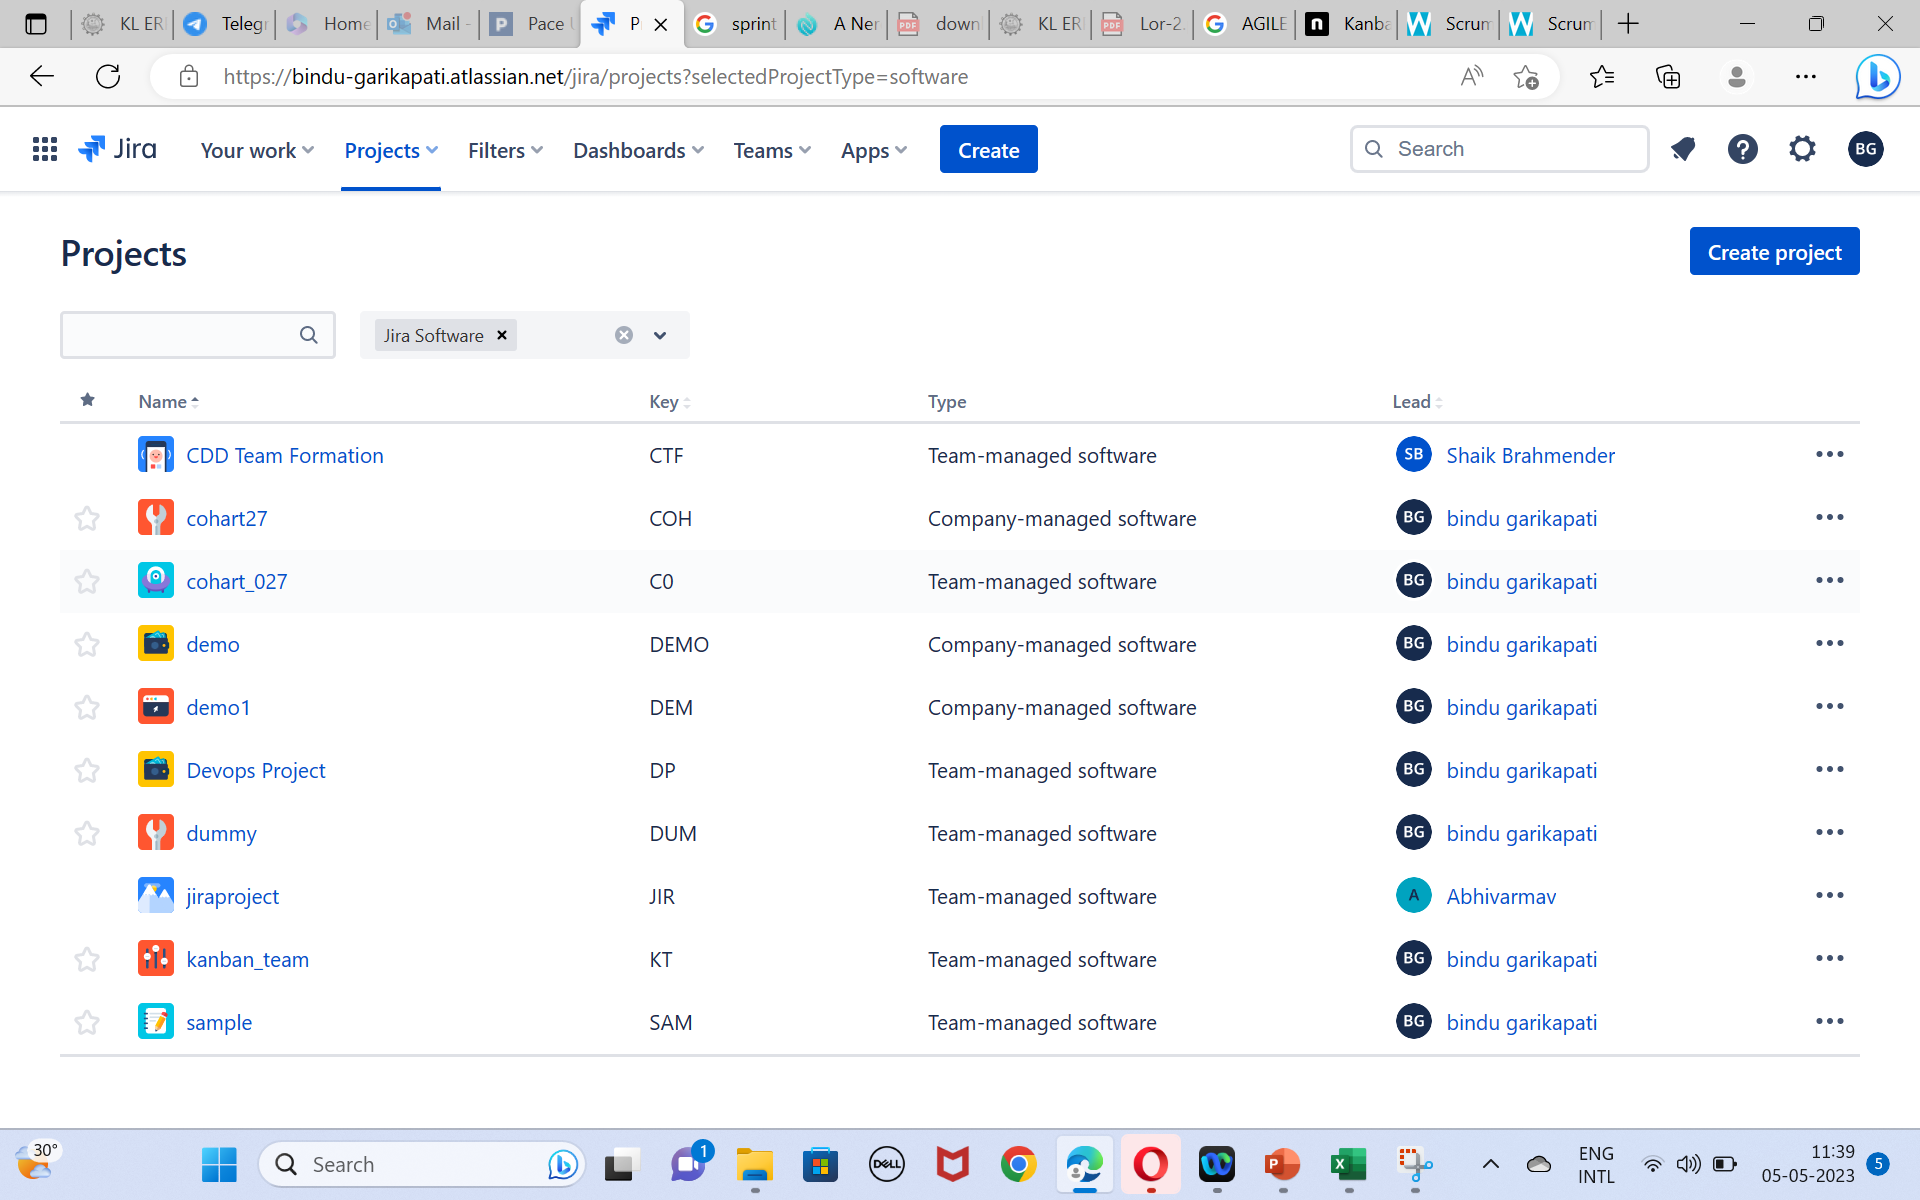 KL ER
Telegr
Home
Mail -
Pace U
P
sprint
A Ner
down
KL ER
Lor-2.
AGILE
Kanba
Scrum
Scrum
https://bindu-garikapati.atlassian.net/jira/projects?selectedProjectType=software
Jira
Your work
Projects
Filters
Dashboards
Teams
Apps
Create
Search
BG
Projects
Create project
Jira Software
Name
Key
Type
Lead
CDD Team Formation CTF Team-managed software SB Shaik Brahmender
cohart27 COH Company-managed software BG bindu garikapati
cohart_027 C0 Team-managed software BG bindu garikapati
demo DEMO Company-managed software BG bindu garikapati
demo1 DEM Company-managed software BG bindu garikapati
Devops Project DP Team-managed software BG bindu garikapati
dummy DUM Team-managed software BG bindu garikapati
jiraproject JIR Team-managed software A Abhivarmav
kanban_team KT Team-managed software BG bindu garikapati
sample SAM Team-managed software BG bindu garikapati
30°
Search
1
DELL
ENG
INTL
11:39
05-05-2023
5